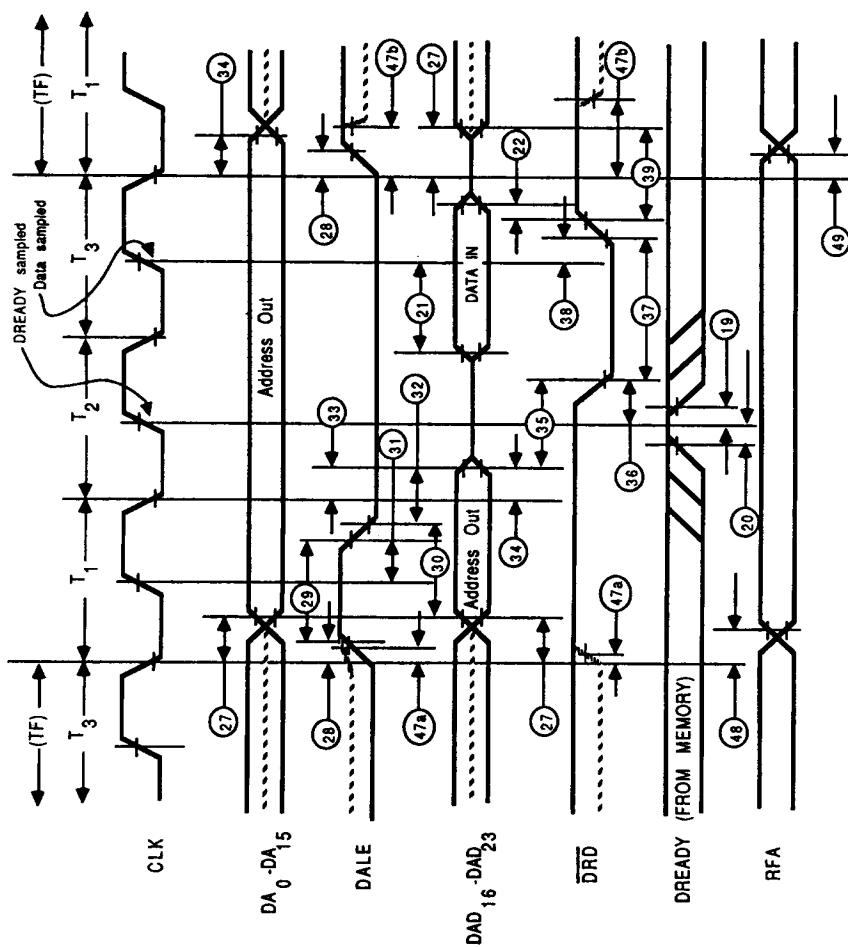 (TF)
(TF)
T3
T1
T2
T3
T1
DREADY sampled
Data sampled
CLK
34
27
Address Out
DA0-DA15
28
29
31
32
33
28
47b
47a
DALE
27
30
34
Address Out
21
DATA IN
22
27
DAD16-DAD23
47a
35
36
37
38
39
47b
DRD
20
19
DREADY (FROM MEMORY)
48
49
RFA